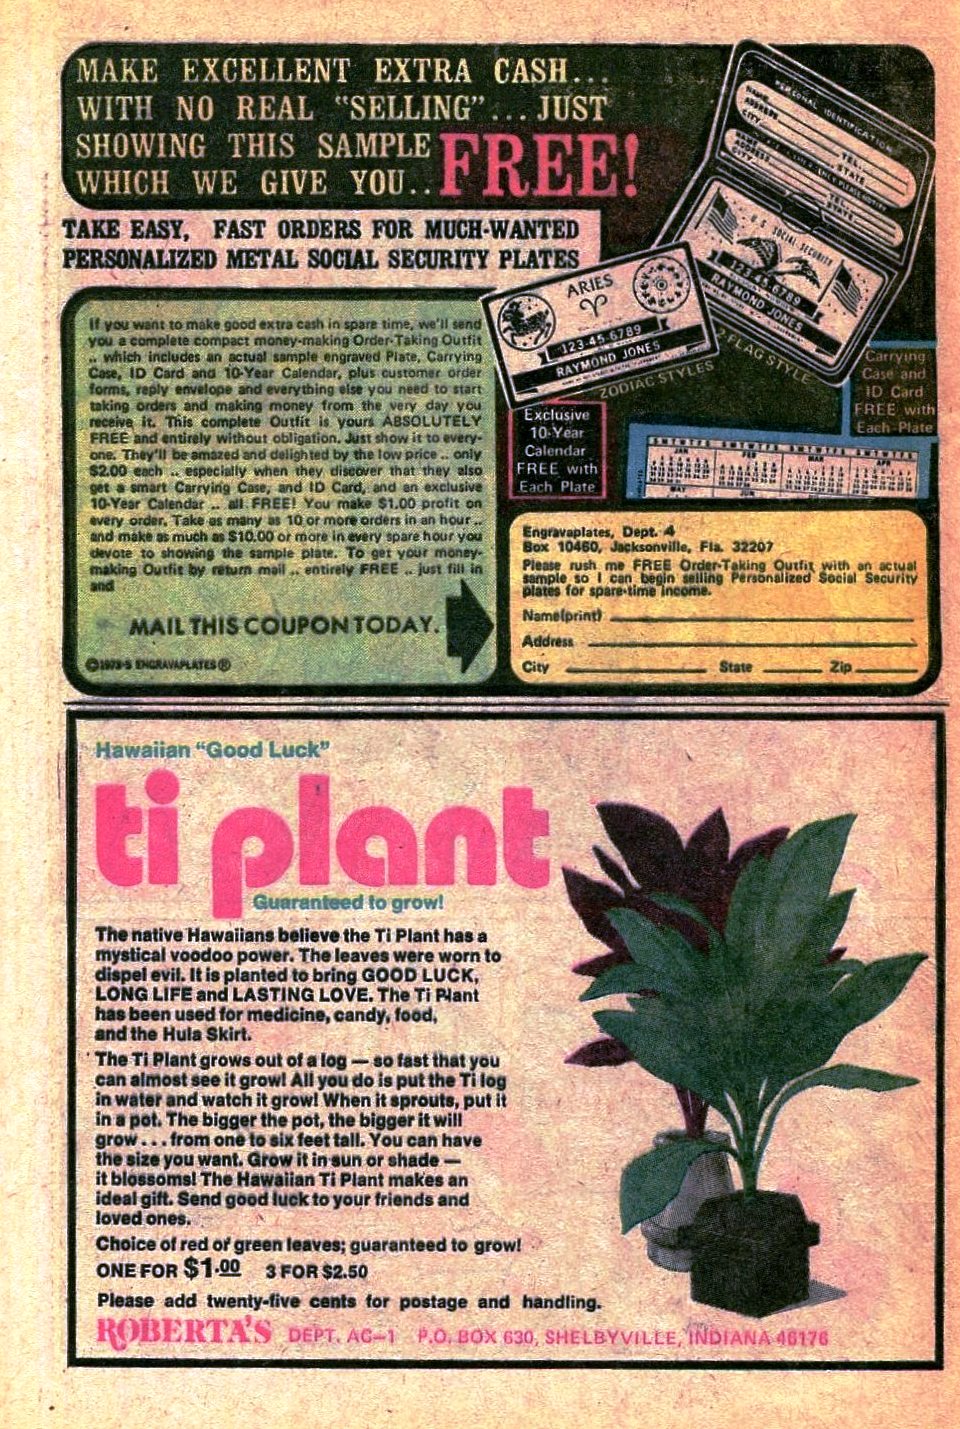 MAKE EXCELLENT EXTRA CASH...
WITH NO REAL "SELLING"...JUST
SHOWING THIS SAMPLE FREE!
WHICH WE GIVE YOU..
TAKE EASY, FAST ORDERS FOR MUCH-WANTED
PERSONALIZED METAL SOCIAL SECURITY PLATES
PERSONAL IDENTIFICATION
NAME
ADDRESS
CITY
TEL.
STATE
U.S. SOCIAL SECURITY
123-45-6789
RAYMOND JONES
2 FLAG STYLE
ARIES
123-45-6789
RAYMOND JONES
ZODIAC STYLES
If you want to make good extra cash in spare time, we'll send
you a complete compact money-making Order-Taking Outfit
.. which includes an actual sample engraved Plate, Carrying
Case, ID Card and 10-Year Calendar, plus customer order
forms, reply envelope and everything else you need to start
taking orders and making money from the very day you
receive it. This complete Outfit is yours ABSOLUTELY
FREE and entirely without obligation. Just show it to every-
one. They'll be amazed and delighted by the low price .. only
$2.00 each .. especially when they discover that they also
get a smart Carrying Case, and ID Card, and an exclusive
10-Year Calendar .. all FREE! You make $1.00 profit on
every order. Take as many as 10 or more orders in an hour ..
and make as much as $10.00 or more in every spare hour you
devote to showing the sample plate. To get your money-
making Outfit by return mail .. entirely FREE .. just fill in
and
MAIL THIS COUPON TODAY.
©1973-S ENGRAVAPLATES®
Exclusive
10-Year
Calendar
FREE with
Each Plate
Carrying
Case and
ID Card
FREE with
Each Plate
JAN FEB MAR APR
MAY JUN
Engravaplates, Dept. 4
Box 10460, Jacksonville, Fla. 32207
Please rush me FREE Order-Taking Outfit with an actual
sample so I can begin selling Personalized Social Security
plates for spare-time income.
Name(print)
Address
City State Zip
Hawaiian "Good Luck"
ti plant
Guaranteed to grow!
The native Hawaiians believe the Ti Plant has a
mystical voodoo power. The leaves were worn to
dispel evil. It is planted to bring GOOD LUCK,
LONG LIFE and LASTING LOVE. The Ti Plant
has been used for medicine, candy, food,
and the Hula Skirt.
The Ti Plant grows out of a log — so fast that you
can almost see it grow! All you do is put the Ti log
in water and watch it grow! When it sprouts, put it
in a pot. The bigger the pot, the bigger it will
grow . . . from one to six feet tall. You can have
the size you want. Grow it in sun or shade —
it blossoms! The Hawaiian Ti Plant makes an
ideal gift. Send good luck to your friends and
loved ones.
Choice of red or green leaves; guaranteed to grow!
ONE FOR $1.00 3 FOR $2.50
Please add twenty-five cents for postage and handling.
ROBERTA'S DEPT. AC-1 P.O. BOX 630, SHELBYVILLE, INDIANA 46176